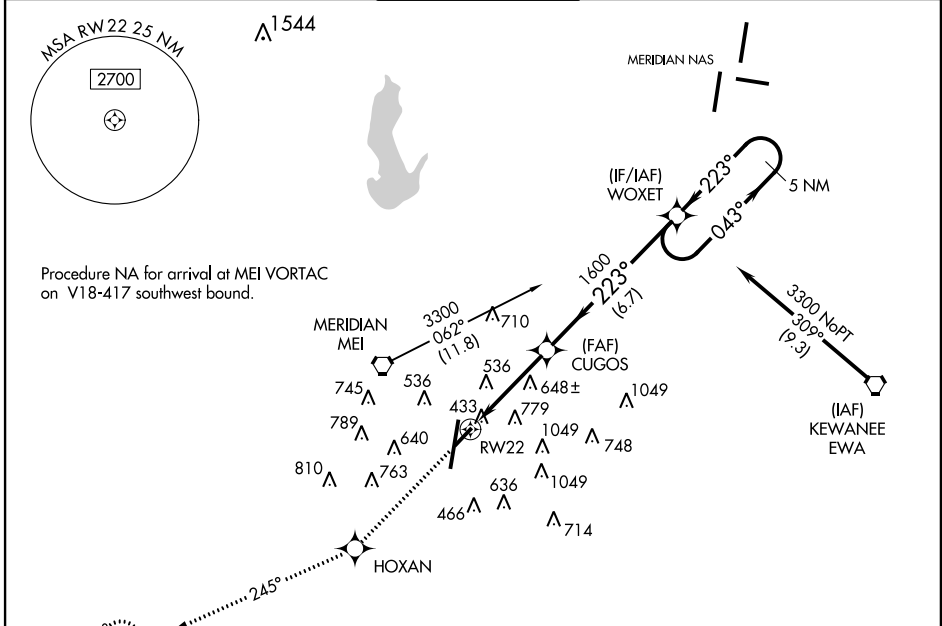 MSA RW 22 25 NM
2700
1544
MERIDIAN NAS
(IF/IAF)
WOXET
223°
043°
5 NM
Procedure NA for arrival at MEI VORTAC
on V18-417 southwest bound.
1600
223°
(6.7)
3300 NoPT
309°
(9.3)
MERIDIAN
MEI
3300
062°
(11.8)
710
(FAF)
CUGOS
(IAF)
KEWANEE
EWA
745
536
536
648±
1049
433
779
789
640
RW22
1049
748
810
763
1049
466
636
714
HOXAN
245°